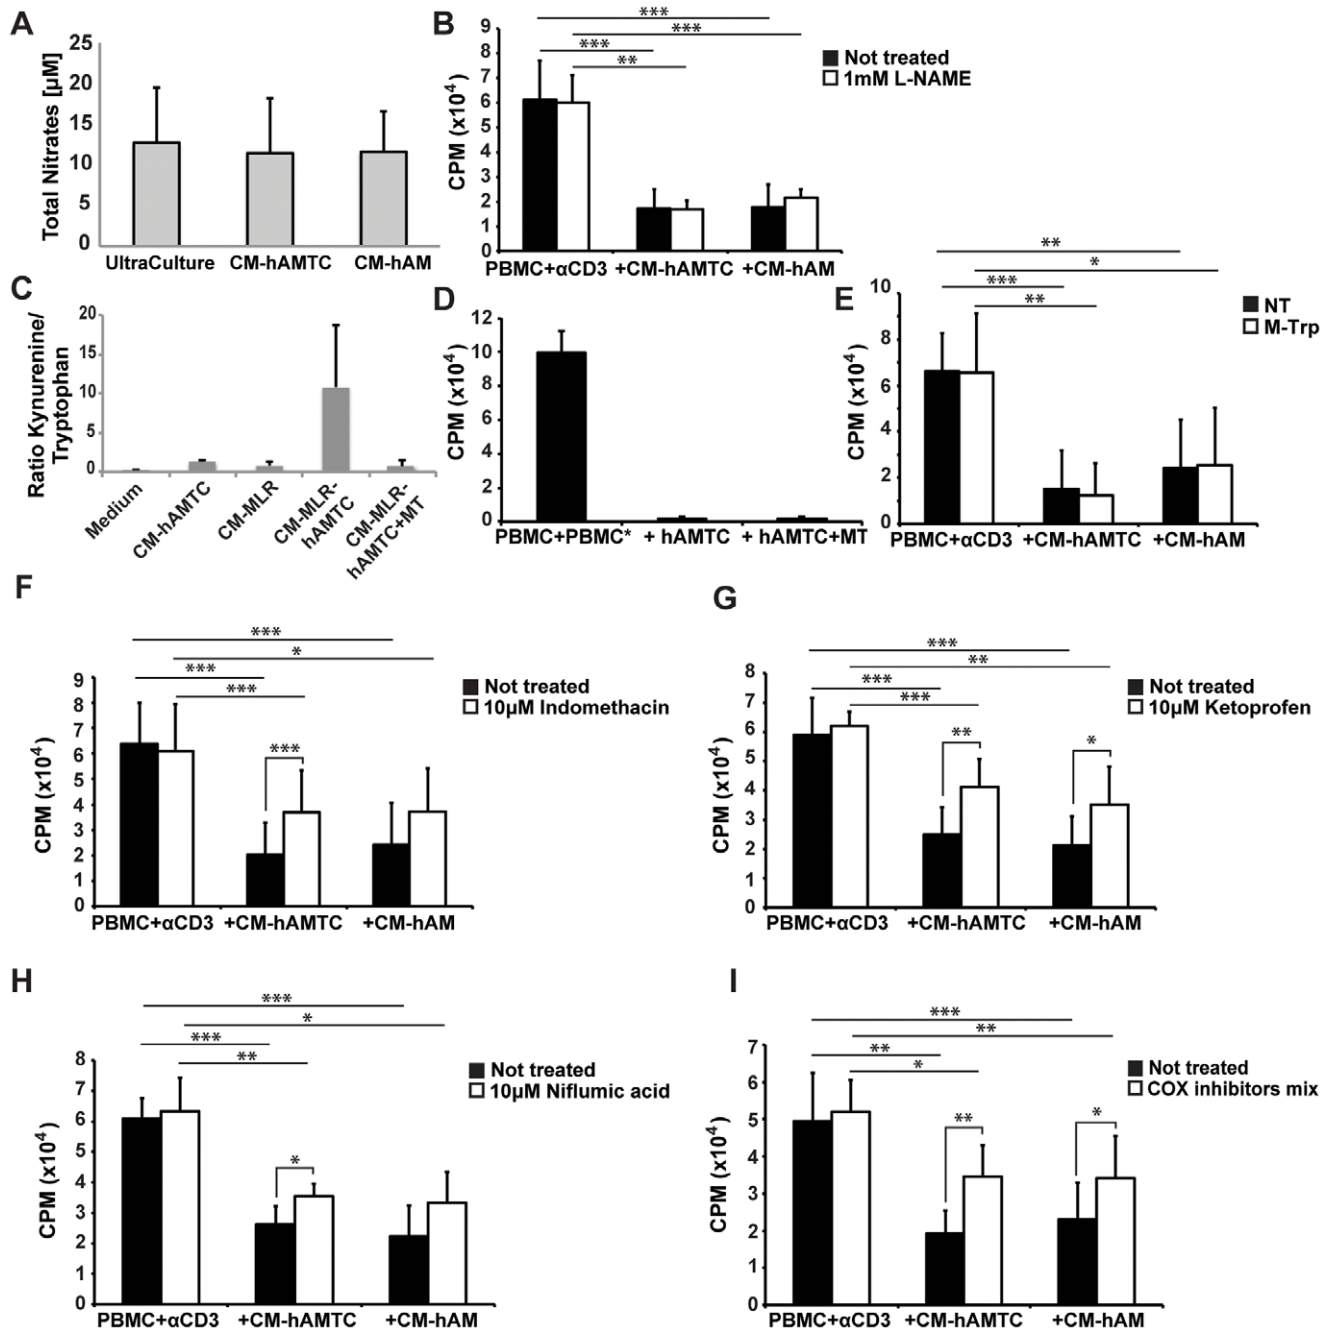 A
Total Nitrates [µM]
25
20
15
10
5
0
UltraCulture CM-hAMTC CM-hAM
B
CPM (x10⁴)
9
8
7
6
5
4
3
2
1
0
***
***
***
**
Not treated
1mM L-NAME
PBMC+αCD3 +CM-hAMTC +CM-hAM
C
Ratio Kynurenine/
Tryptophan
20
15
10
5
0
Medium
CM-hAMTC
CM-MLR
CM-MLR-
hAMTC
CM-MLR-
hAMTC+MT
D
CPM (x10⁴)
12
10
8
6
4
2
0
PBMC+PBMC* + hAMTC + hAMTC+MT
E
CPM (x10⁴)
10
8
6
4
2
0
**
*
***
**
NT
M-Trp
PBMC+αCD3 +CM-hAMTC +CM-hAM
F
CPM (x10⁴)
9
8
7
6
5
4
3
2
1
0
***
*
***
***
***
Not treated
10µM Indomethacin
PBMC+αCD3 +CM-hAMTC +CM-hAM
G
CPM (x10⁴)
8
7
6
5
4
3
2
1
0
***
**
***
***
**
*
Not treated
10µM Ketoprofen
PBMC+αCD3 +CM-hAMTC +CM-hAM
H
CPM (x10⁴)
8
7
6
5
4
3
2
1
0
***
*
***
**
*
Not treated
10µM Niflumic acid
PBMC+αCD3 +CM-hAMTC +CM-hAM
I
CPM (x10⁴)
7
6
5
4
3
2
1
0
***
**
**
*
**
*
Not treated
COX inhibitors mix
PBMC+αCD3 +CM-hAMTC +CM-hAM